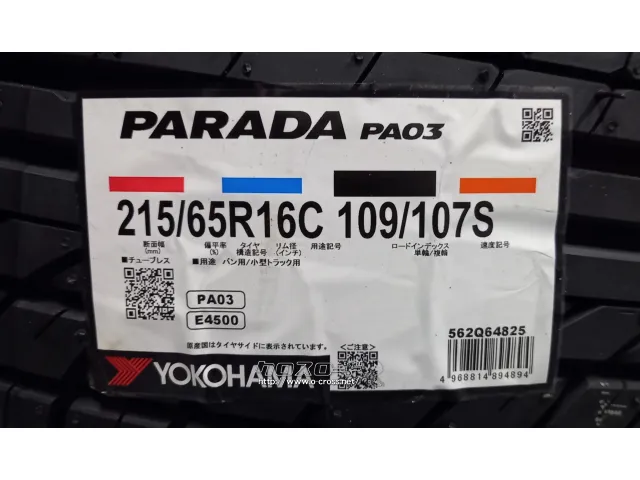 PARADA PA03
215/65R16C 109/107S
断面幅 (mm) 偏平率 (%) タイヤ構造記号 リム径 (インチ) 用途記号 ロードインデックス 単輪/複輪 速度記号
■チューブレス ■用途 バン用/小型トラック用
PA03
E4500
原産国はタイヤサイドに表示されています。
<ご注意>
YOKOHAMA
http://www.o-cross.net
562Q64825
4 968814 894894